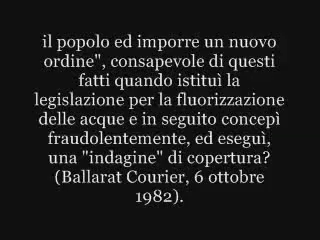 il popolo ed imporre un nuovo
ordine", consapevole di questi
fatti quando istituì la
legislazione per la fluorizzazione
delle acque e in seguito concepì
fraudolentemente, ed eseguì,
una "indagine" di copertura?
(Ballarat Courier, 6 ottobre
1982).